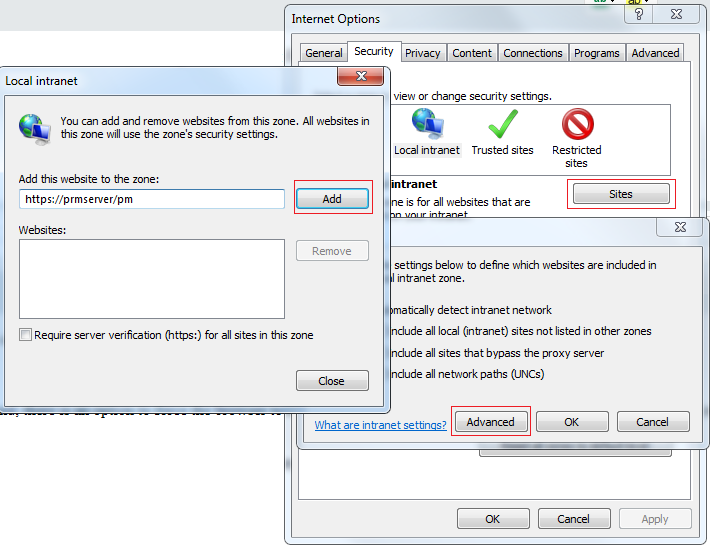 Internet Options
General
Security
Privacy
Content
Connections
Programs
Advanced
view or change security settings.
Local intranet
Trusted sites
Restricted
sites
intranet
Sites
ne is for all websites that are
on your intranet.
Local intranet
You can add and remove websites from this zone. All websites in
this zone will use the zone's security settings.
Add this website to the zone:
https://prmserver/pm
Add
Websites:
Remove
Require server verification (https:) for all sites in this zone
Close
settings below to define which websites are included in
intranet zone.
omatically detect intranet network
nclude all local (intranet) sites not listed in other zones
nclude all sites that bypass the proxy server
nclude all network paths (UNCs)
What are intranet settings?
Advanced
OK
Cancel
OK
Cancel
Apply